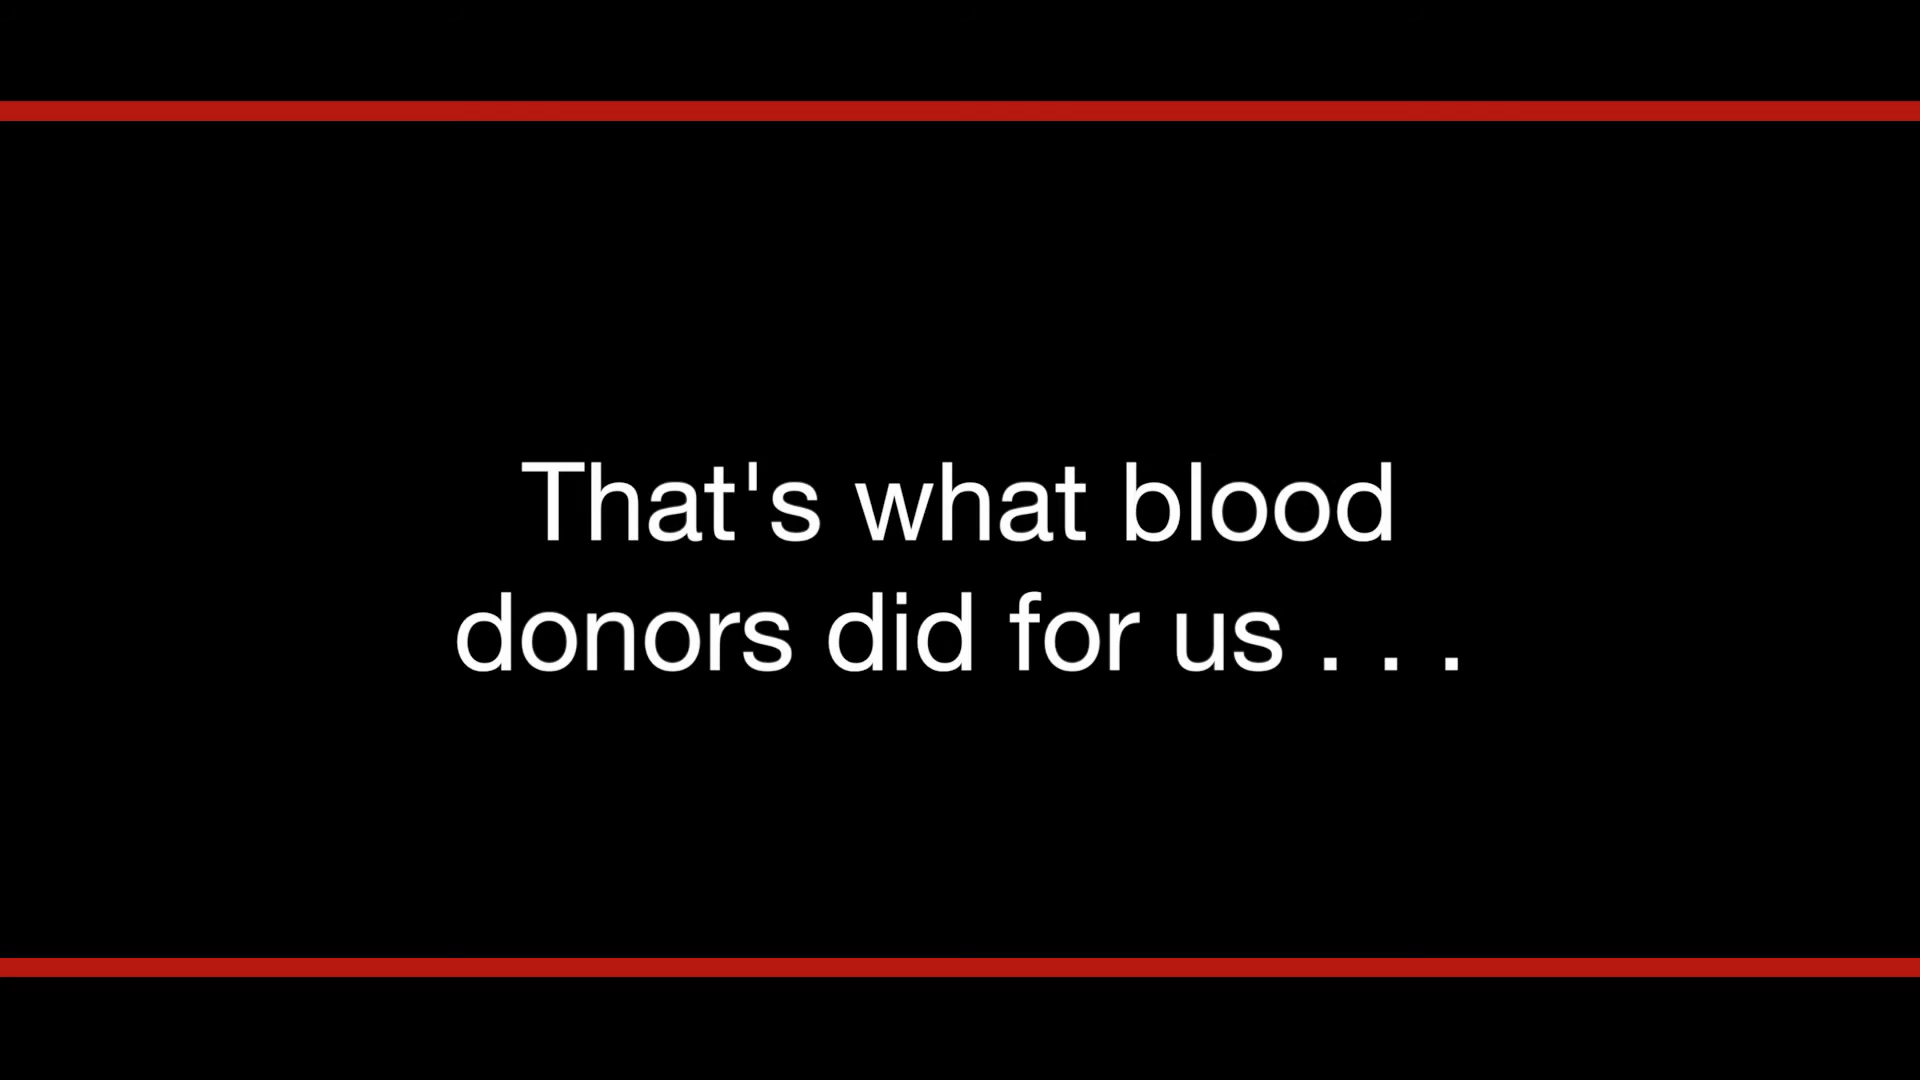 That's what blood
donors did for us . . .